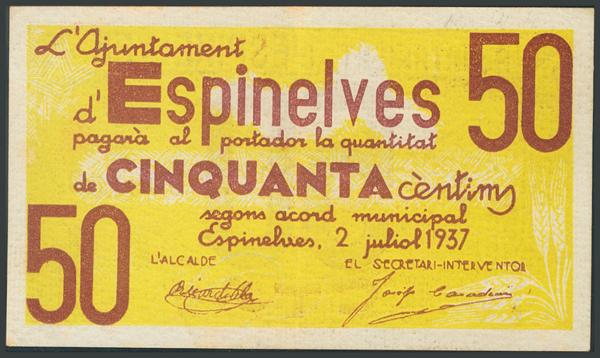 L'Ajuntament
d'Espinelves
50
pagarà al portador la quantitat
de CINQUANTA cèntims
segons acord municipal
Espinelves, 2 juliol 1937
50
L'ALCALDE
EL SECRETARI-INTERVENTOR